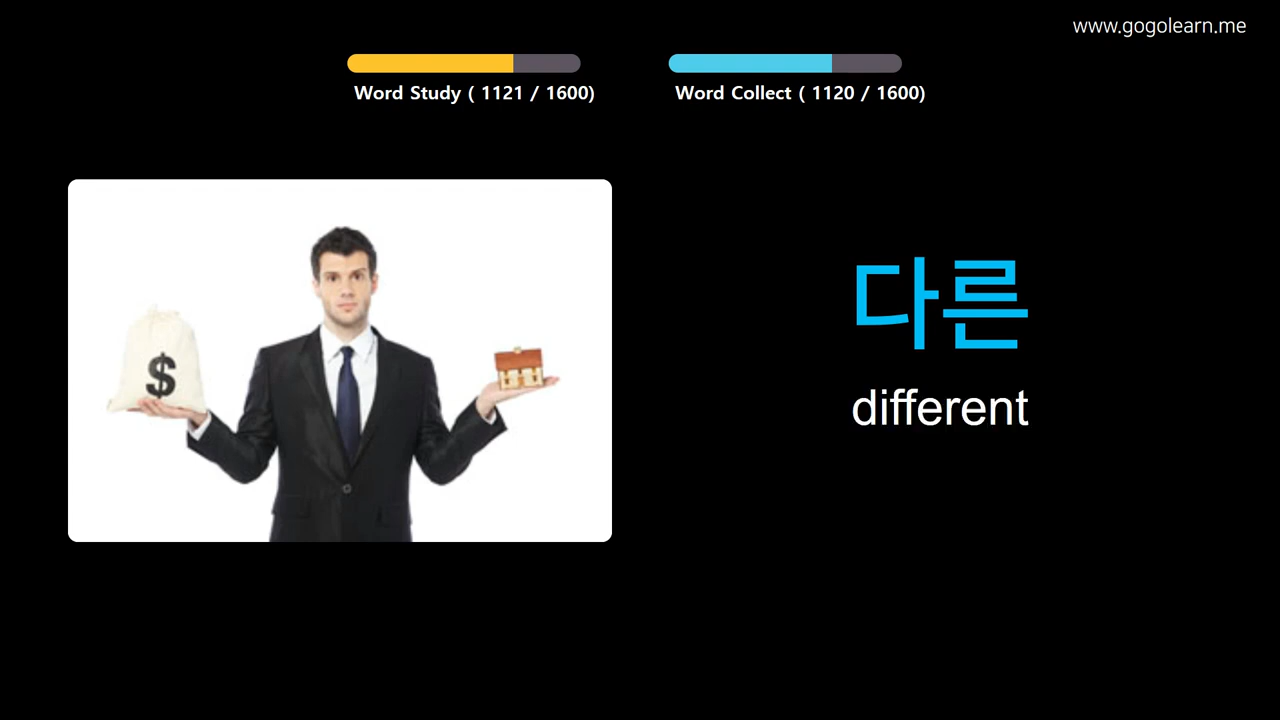 www.gogolearn.me
Word Study ( 1121 / 1600)
Word Collect ( 1120 / 1600)
$
다른
different